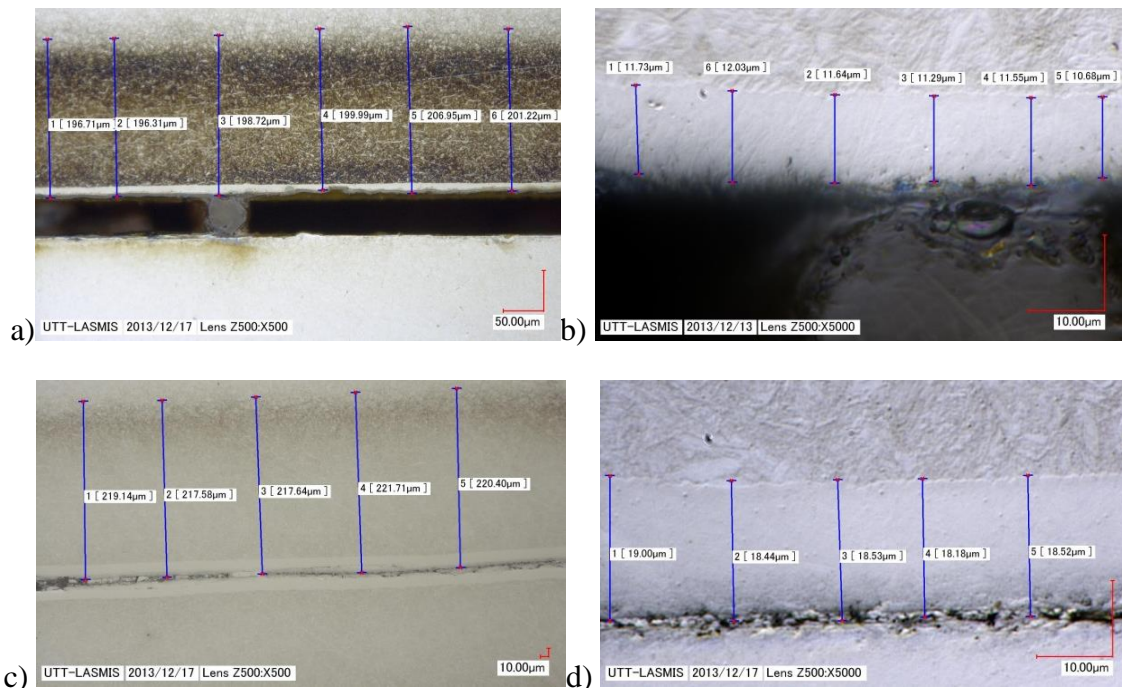 1 [ 196.71µm ] 2 [ 196.31µm ] 3 [ 198.72µm ] 4 [ 199.99µm ] 5 [ 206.95µm ] 6 [ 201.22µm ]
50.00µm
a) UTT-LASMIS 2013/12/17 Lens Z500:X500
1 [ 11.73µm ] 6 [ 12.03µm ] 2 [ 11.64µm ] 3 [ 11.29µm ] 4 [ 11.55µm ] 5 [ 10.68µm ]
10.00µm
b) UTT-LASMIS 2013/12/13 Lens Z500:X5000
1 [ 219.14µm ] 2 [ 217.58µm ] 3 [ 217.64µm ] 4 [ 221.71µm ] 5 [ 220.40µm ]
10.00µm
c) UTT-LASMIS 2013/12/17 Lens Z500:X500
1 [ 19.00µm ] 2 [ 18.44µm ] 3 [ 18.53µm ] 4 [ 18.18µm ] 5 [ 18.52µm ]
10.00µm
d) UTT-LASMIS 2013/12/17 Lens Z500:X5000